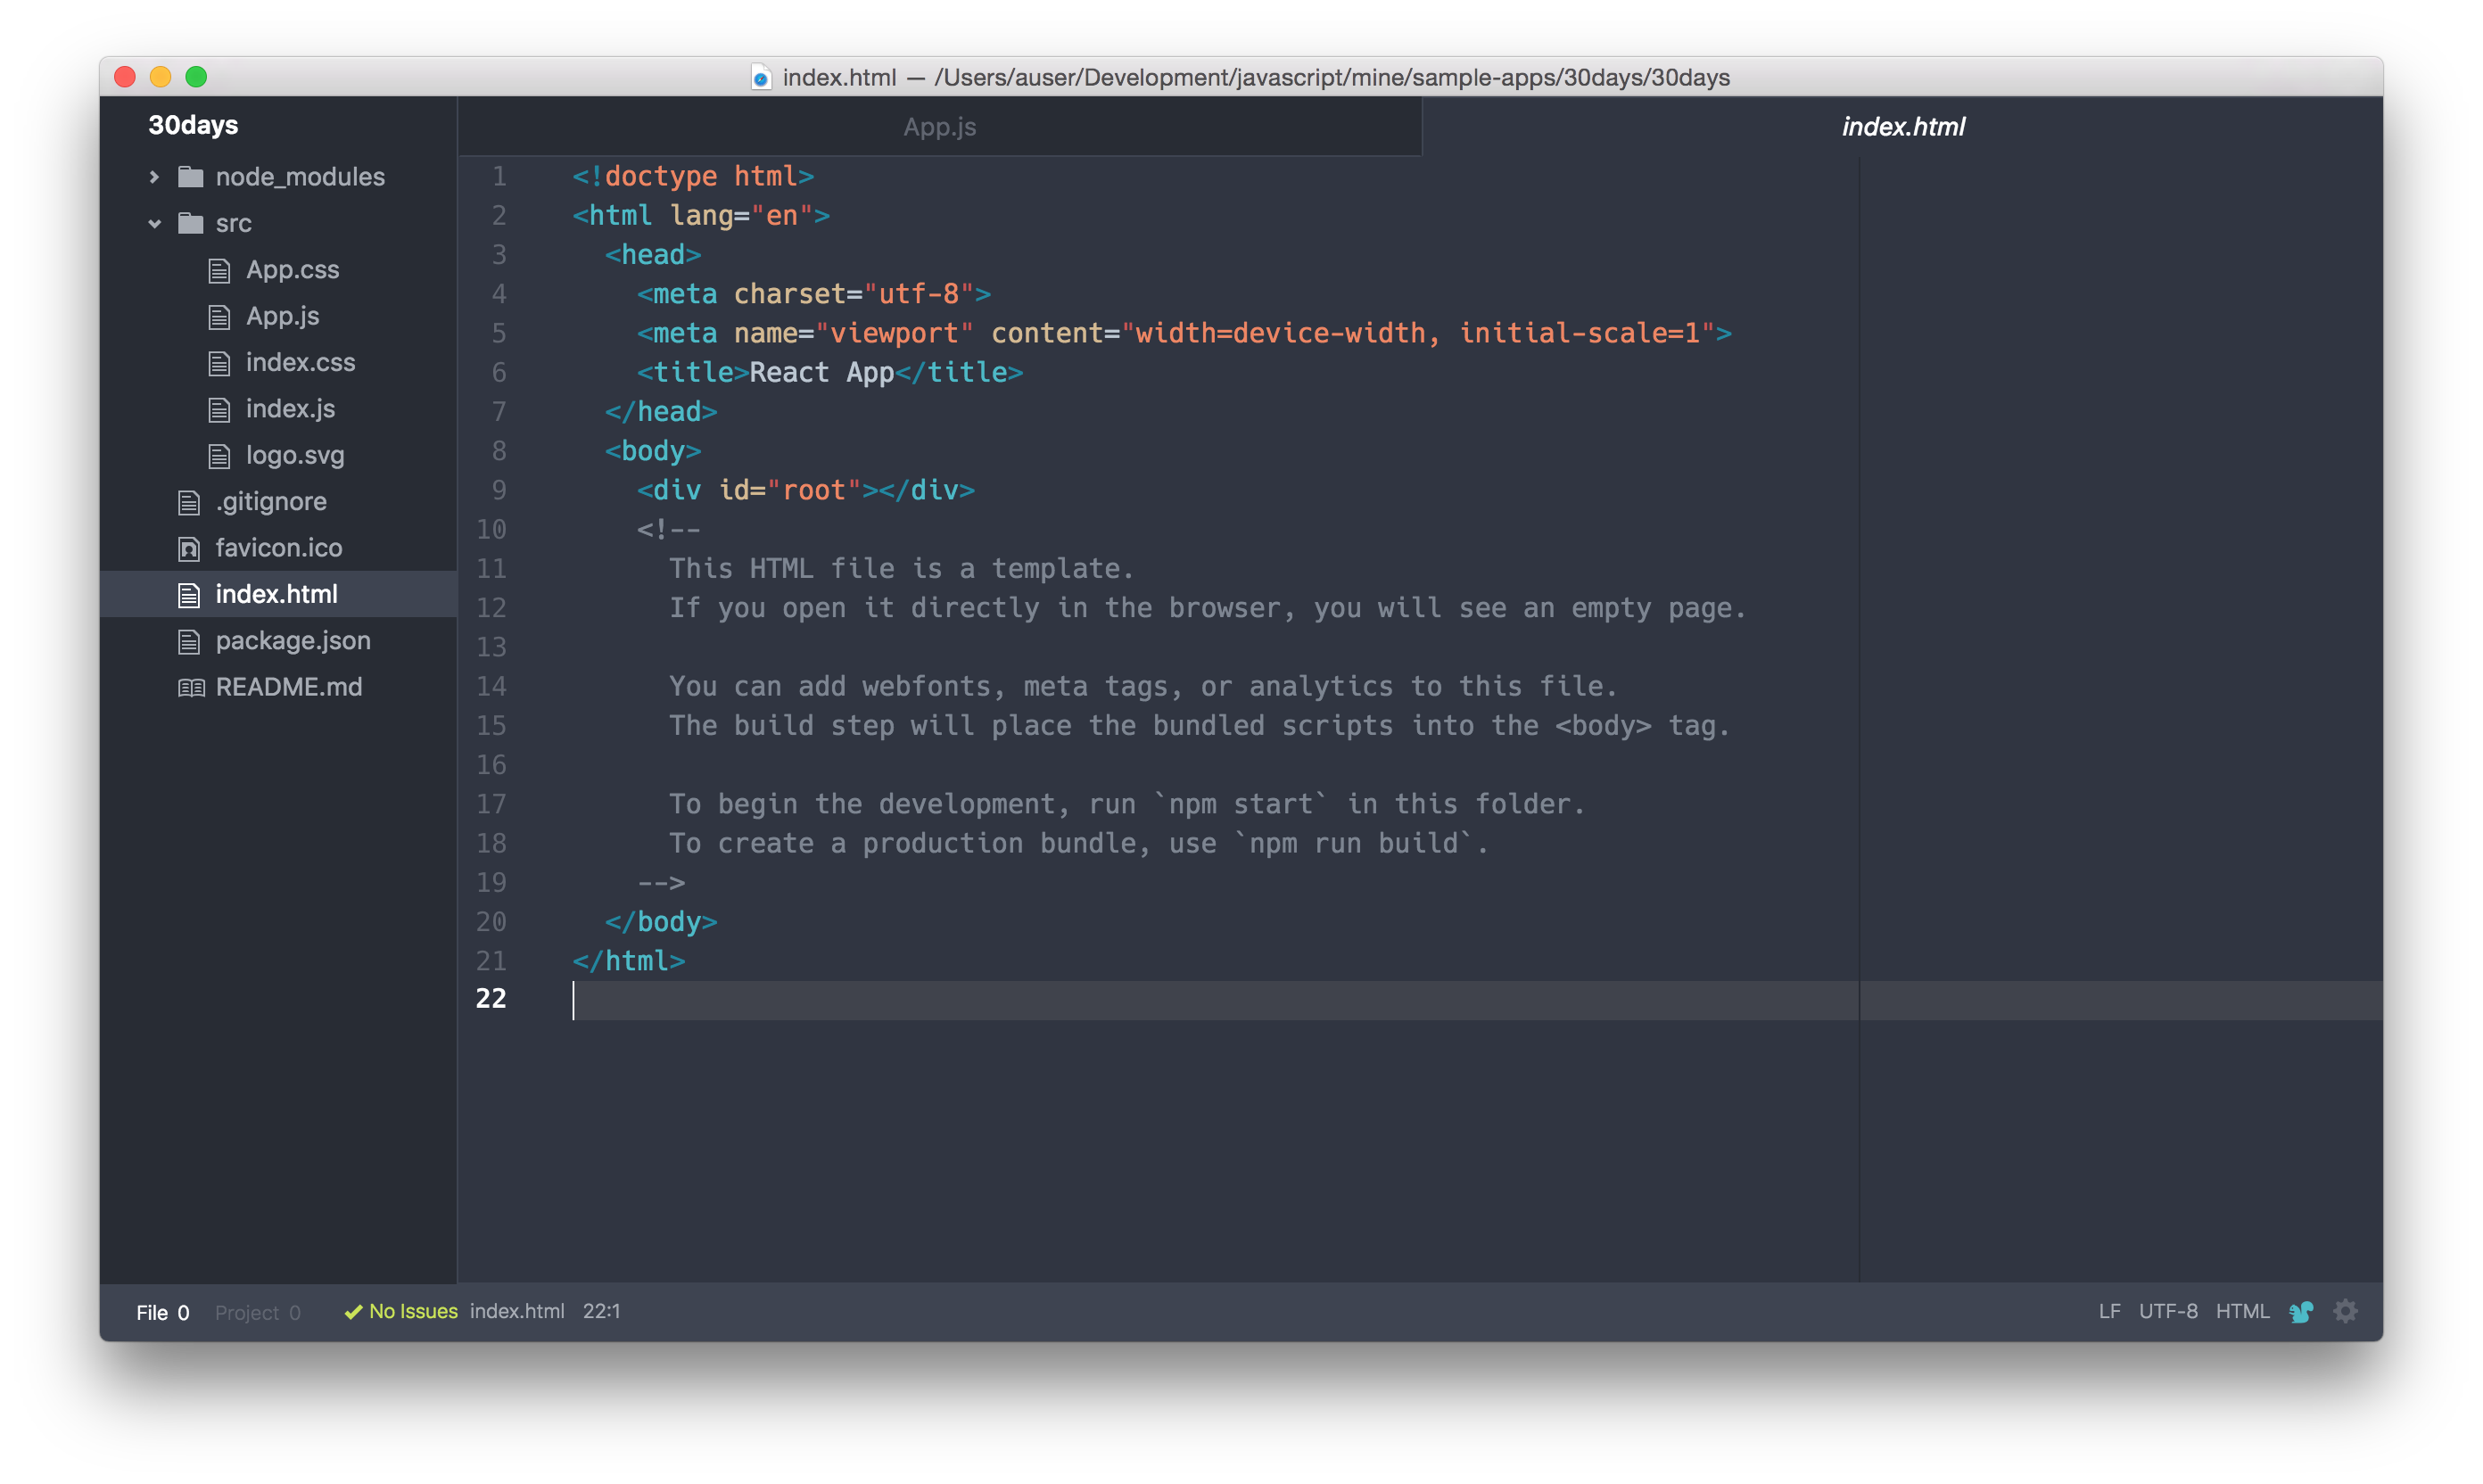 index.html — /Users/auser/Development/javascript/mine/sample-apps/30days/30days
30days
node_modules
src
App.css
App.js
index.css
index.js
logo.svg
.gitignore
favicon.ico
index.html
package.json
README.md
App.js
index.html
1 <!doctype html>
2 <html lang="en">
3 <head>
4 <meta charset="utf-8">
5 <meta name="viewport" content="width=device-width, initial-scale=1">
6 <title>React App</title>
7 </head>
8 <body>
9 <div id="root"></div>
10 <!--
11 This HTML file is a template.
12 If you open it directly in the browser, you will see an empty page.
13
14 You can add webfonts, meta tags, or analytics to this file.
15 The build step will place the bundled scripts into the <body> tag.
16
17 To begin the development, run `npm start` in this folder.
18 To create a production bundle, use `npm run build`.
19 -->
20 </body>
21 </html>
22
File 0 Project 0 No Issues index.html 22:1 LF UTF-8 HTML